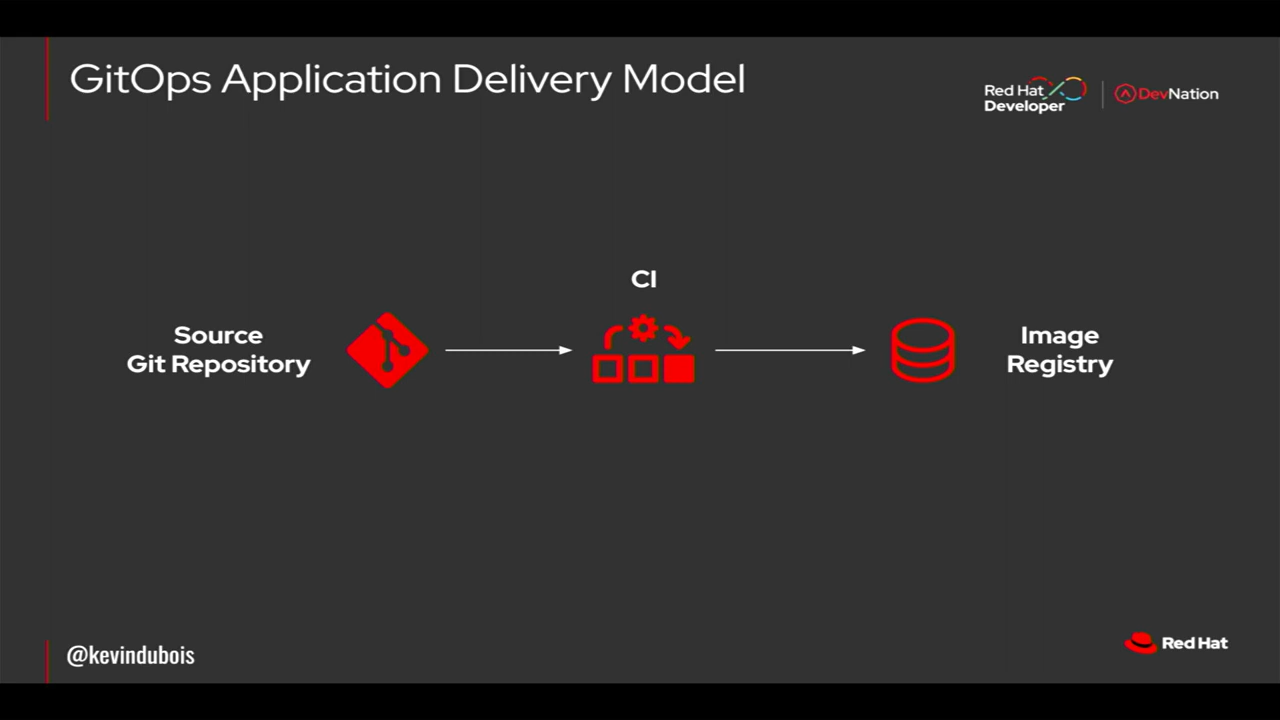 GitOps Application Delivery Model
Red Hat
Developer
DevNation
CI
Source
Git Repository
Image
Registry
@kevindubois
Red Hat